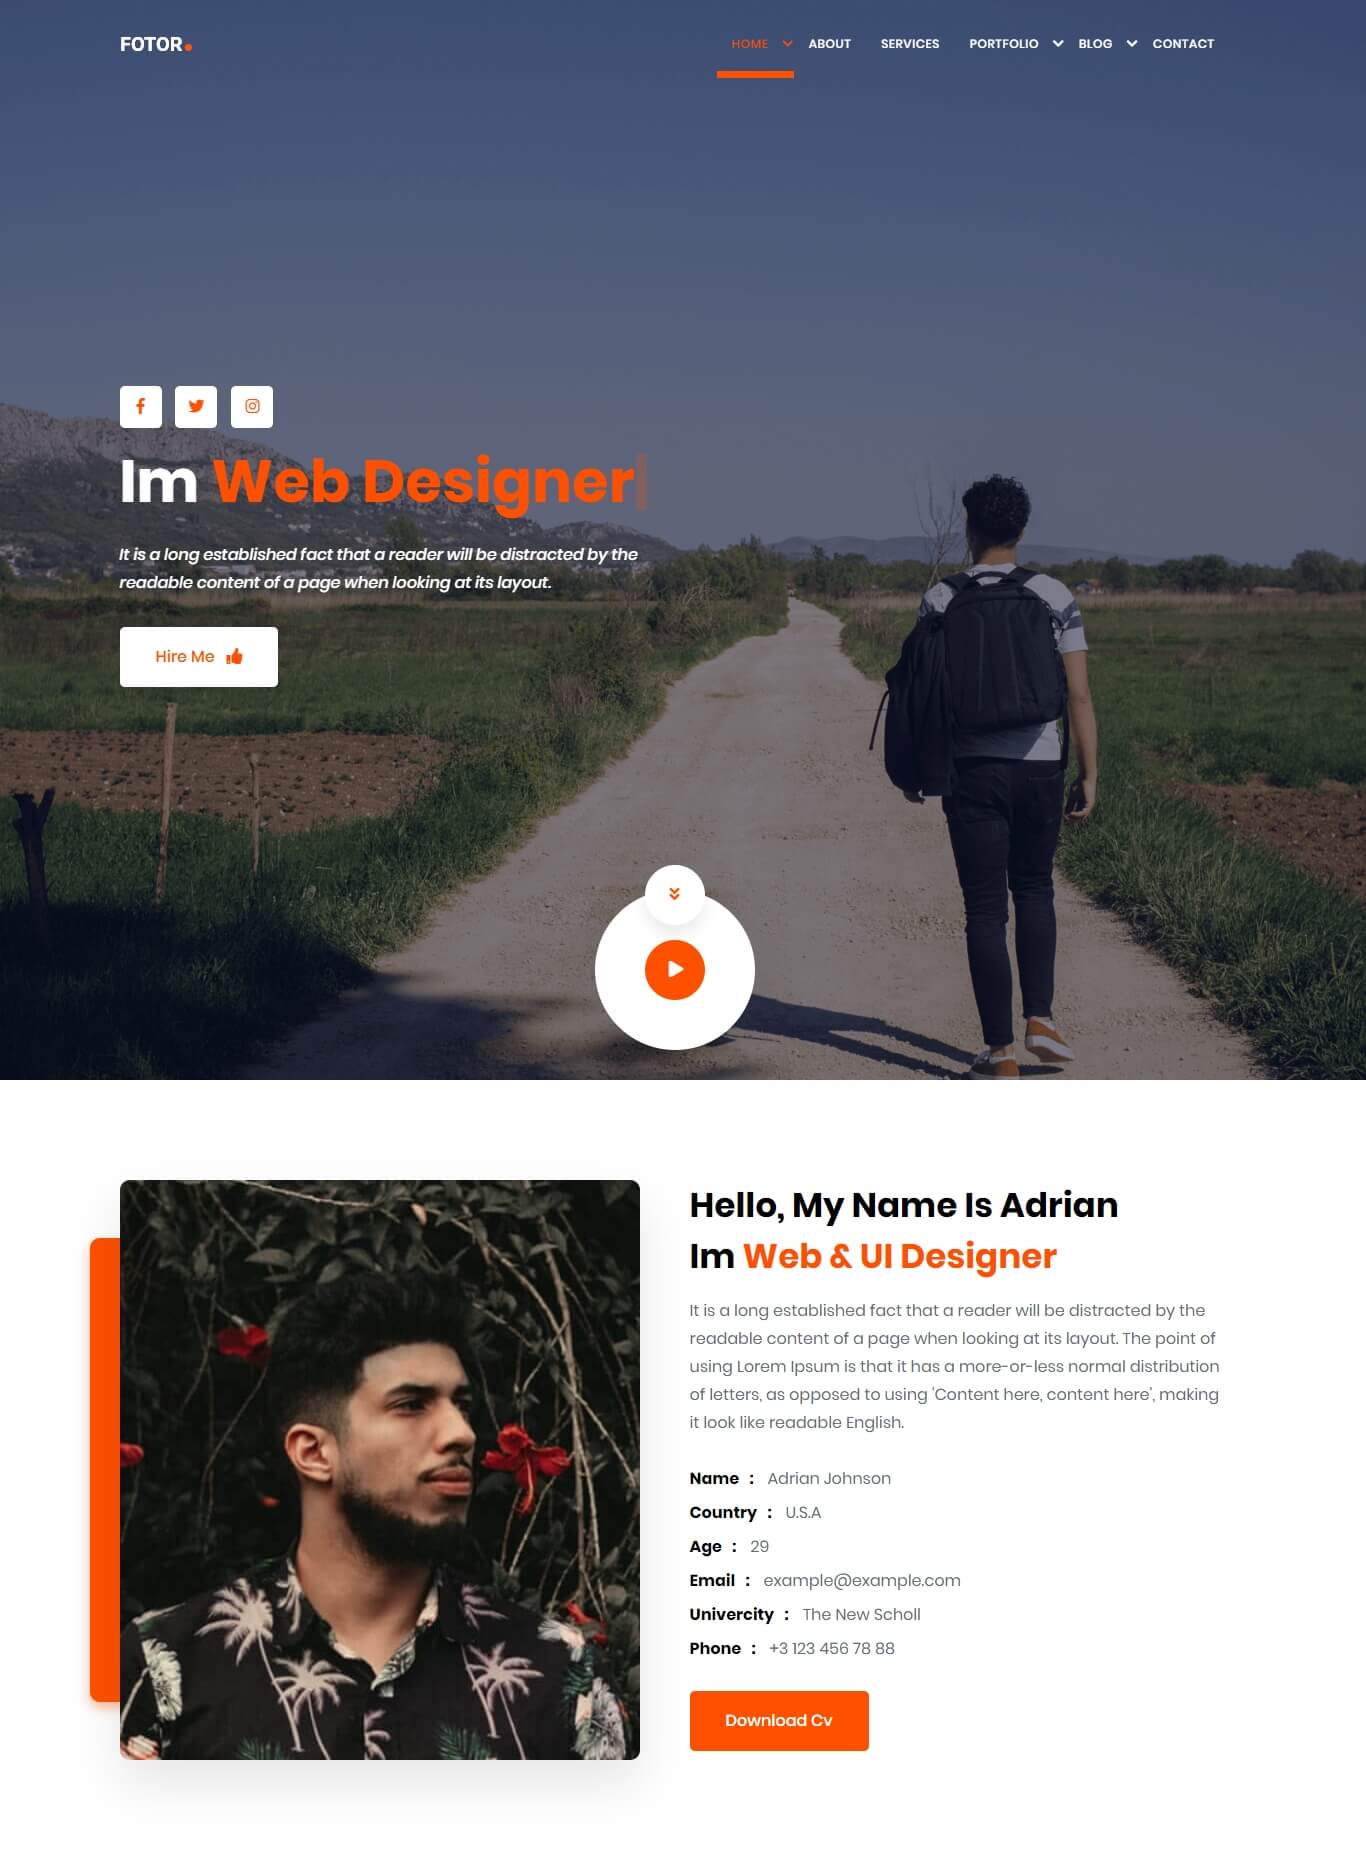 FOTOR.
HOME ABOUT SERVICES PORTFOLIO BLOG CONTACT
Im Web Designer
It is a long established fact that a reader will be distracted by the
readable content of a page when looking at its layout.
Hire Me
Hello, My Name Is Adrian
Im Web & UI Designer
It is a long established fact that a reader will be distracted by the
readable content of a page when looking at its layout. The point of
using Lorem Ipsum is that it has a more-or-less normal distribution
of letters, as opposed to using 'Content here, content here', making
it look like readable English.
Name : Adrian Johnson
Country : U.S.A
Age : 29
Email : example@example.com
Univercity : The New Scholl
Phone : +3 123 456 78 88
Download Cv